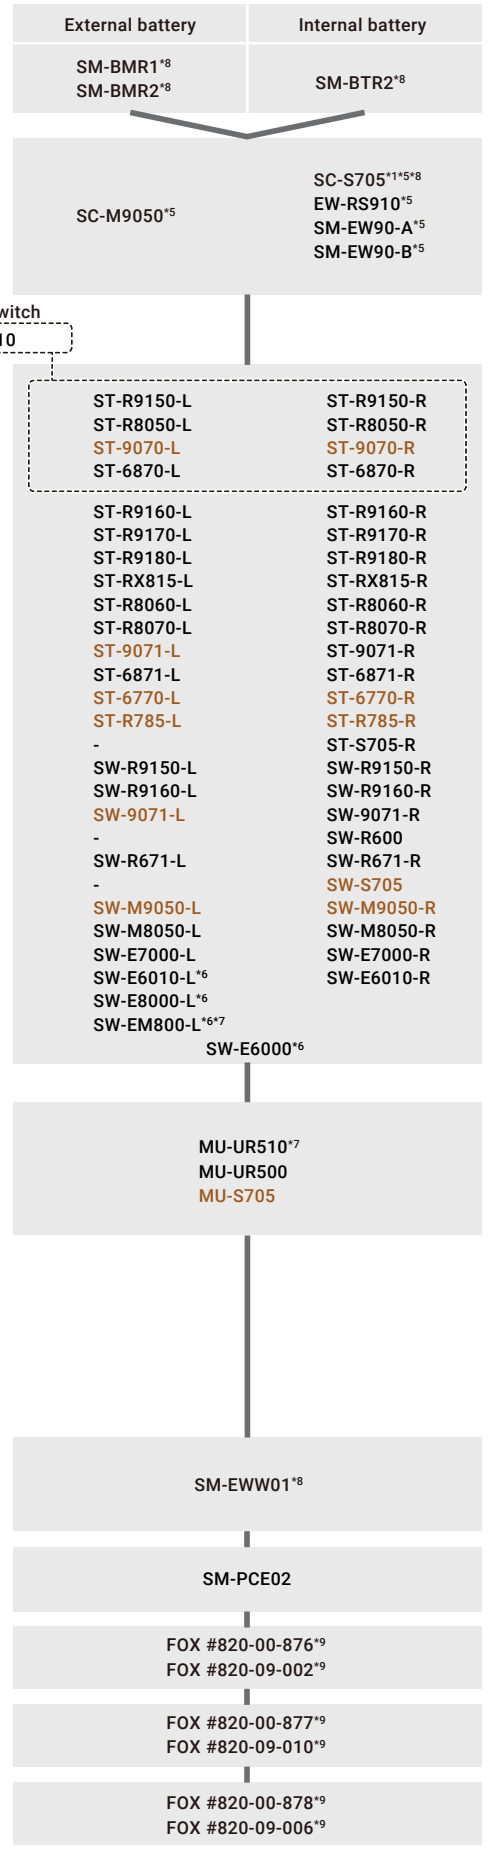 External battery Internal battery
SM-BMR1*8
SM-BMR2*8
SM-BTR2*8
SC-M9050*5
SC-S705*1*5*8
EW-RS910*5
SM-EW90-A*5
SM-EW90-B*5
witch
10
ST-R9150-L ST-R9150-R
ST-R8050-L ST-R8050-R
ST-9070-L ST-9070-R
ST-6870-L ST-6870-R
ST-R9160-L ST-R9160-R
ST-R9170-L ST-R9170-R
ST-R9180-L ST-R9180-R
ST-RX815-L ST-RX815-R
ST-R8060-L ST-R8060-R
ST-R8070-L ST-R8070-R
ST-9071-L ST-9071-R
ST-6871-L ST-6871-R
ST-6770-L ST-6770-R
ST-R785-L ST-R785-R
- ST-S705-R
SW-R9150-L SW-R9150-R
SW-R9160-L SW-R9160-R
SW-9071-L SW-9071-R
- SW-R600
SW-R671-L SW-R671-R
- SW-S705
SW-M9050-L SW-M9050-R
SW-M8050-L SW-M8050-R
SW-E7000-L SW-E7000-R
SW-E6010-L*6 SW-E6010-R
SW-E8000-L*6
SW-EM800-L*6*7
SW-E6000*6
MU-UR510*7
MU-UR500
MU-S705
SM-EWW01*8
SM-PCE02
FOX #820-00-876*9
FOX #820-09-002*9
FOX #820-00-877*9
FOX #820-09-010*9
FOX #820-00-878*9
FOX #820-09-006*9